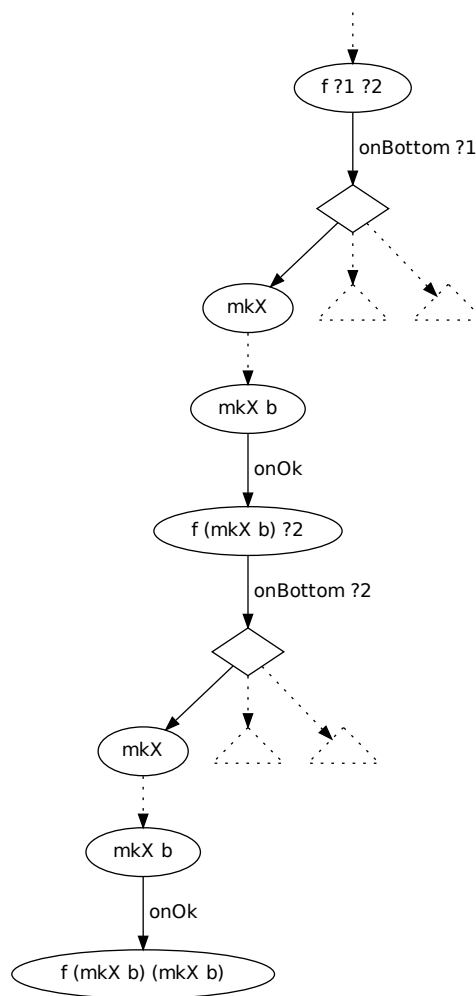 f ?1 ?2
onBottom ?1
mkX
mkX b
onOk
f (mkX b) ?2
onBottom ?2
mkX
mkX b
onOk
f (mkX b) (mkX b)